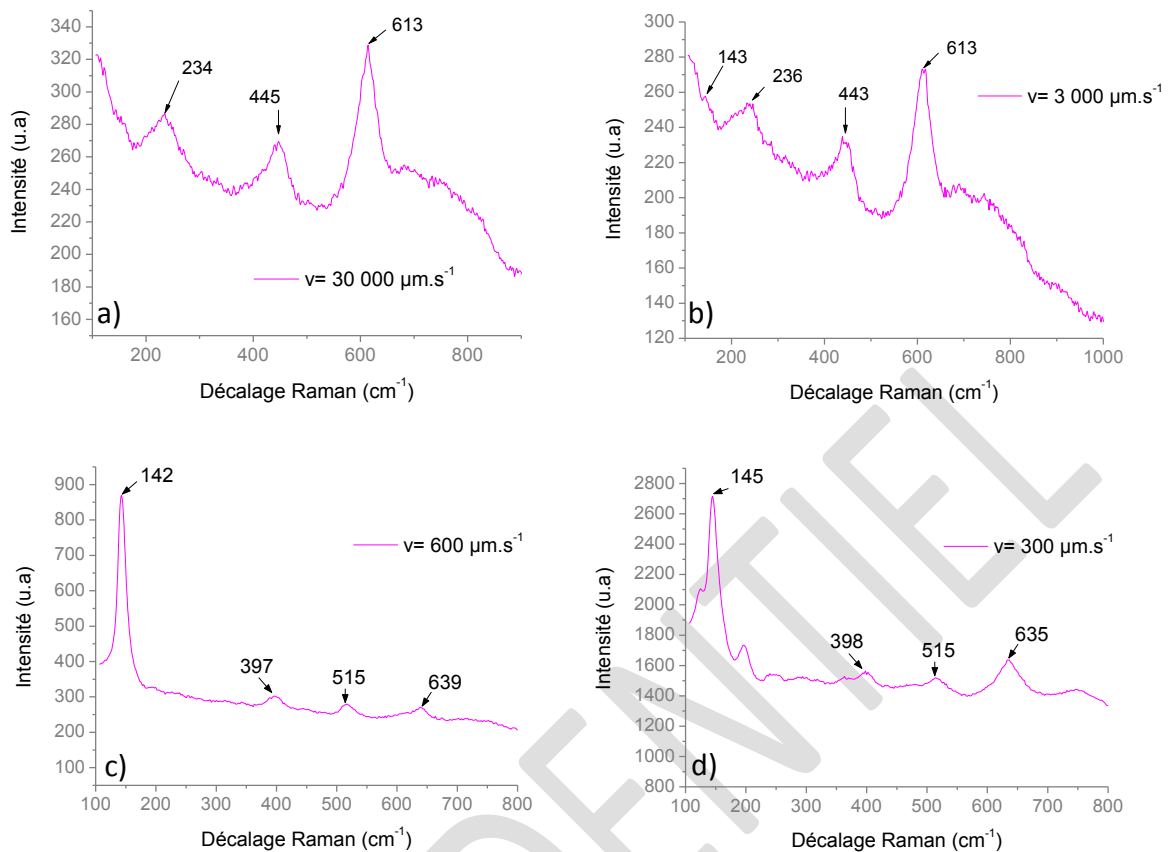 340
320
300
280
260
240
220
200
180
160
Intensité (u.a)
234
445
613
v= 30 000 µm.s⁻¹
a)
200 400 600 800
Décalage Raman (cm⁻¹)
300
280
260
240
220
200
180
160
140
120
Intensité (u.a)
143
236
443
613
v= 3 000 µm.s⁻¹
b)
200 400 600 800 1000
Décalage Raman (cm⁻¹)
900
800
700
600
500
400
300
200
100
Intensité (u.a)
142
397
515
639
v= 600 µm.s⁻¹
c)
100 200 300 400 500 600 700 800
Décalage Raman (cm⁻¹)
2800
2600
2400
2200
2000
1800
1600
1400
1200
1000
800
Intensité (u.a)
145
398
515
635
v= 300 µm.s⁻¹
d)
100 200 300 400 500 600 700 800
Décalage Raman (cm⁻¹)
DENTIEL